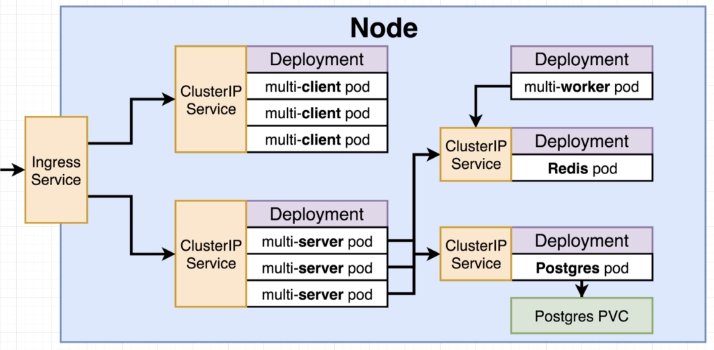 Node
Ingress
Service
ClusterIP
Service
Deployment
multi-client pod
multi-client pod
multi-client pod
ClusterIP
Service
Deployment
multi-server pod
multi-server pod
multi-server pod
Deployment
multi-worker pod
ClusterIP
Service
Deployment
Redis pod
ClusterIP
Service
Deployment
Postgres pod
Postgres PVC